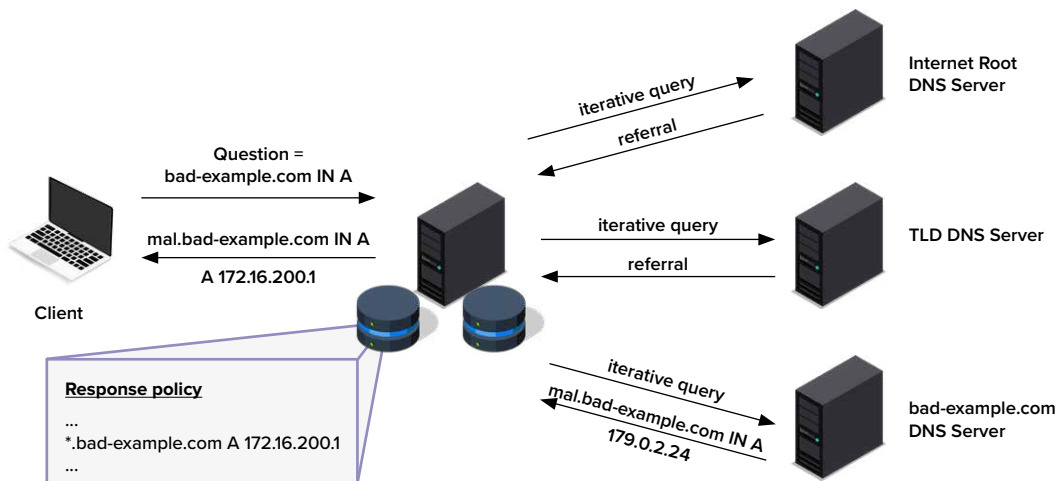 iterative query
referral
Internet Root
DNS Server
Question =
bad-example.com IN A
mal.bad-example.com IN A
A 172.16.200.1
Client
iterative query
referral
TLD DNS Server
Response policy
...
*.bad-example.com A 172.16.200.1
...
iterative query
mal.bad-example.com IN A
179.0.2.24
bad-example.com
DNS Server